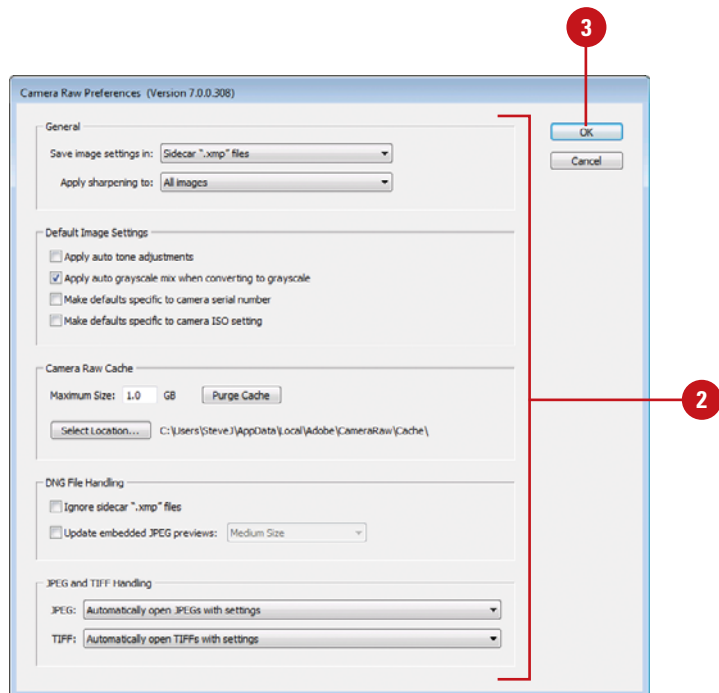 3
Camera Raw Preferences (Version 7.0.0.308)
General
Save image settings in: Sidecar ".xmp" files
Apply sharpening to: All images
OK
Cancel
Default Image Settings
Apply auto tone adjustments
Apply auto grayscale mix when converting to grayscale
Make defaults specific to camera serial number
Make defaults specific to camera ISO setting
Camera Raw Cache
Maximum Size: 1.0 GB Purge Cache
Select Location... C:\Users\SteveJ\AppData\Local\Adobe\CameraRaw\Cache\
2
DNG File Handling
Ignore sidecar ".xmp" files
Update embedded JPEG previews: Medium Size
JPEG and TIFF Handling
JPEG: Automatically open JPEGs with settings
TIFF: Automatically open TIFFs with settings